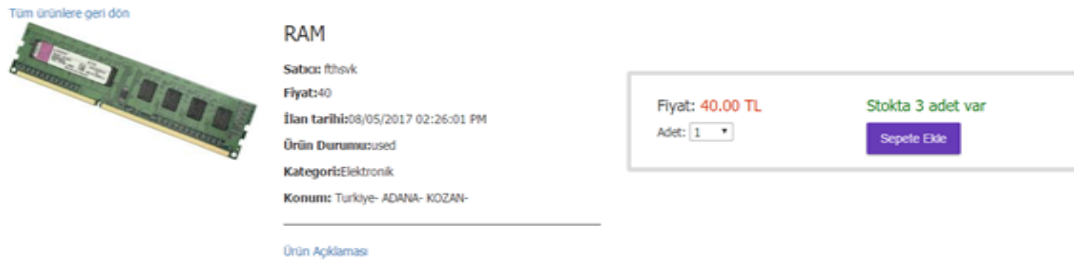 Tüm ürünlere geri dön
RAM
Satıcı: fthsvk
Fiyat:40
İlan tarihi:08/05/2017 02:26:01 PM
Ürün Durumu:used
Kategori:Elektronik
Konum: Turkiye- ADANA- KOZAN-
Ürün Açıklaması
Fiyat: 40.00 TL
Stokta 3 adet var
Adet: 1
Sepete Ekle